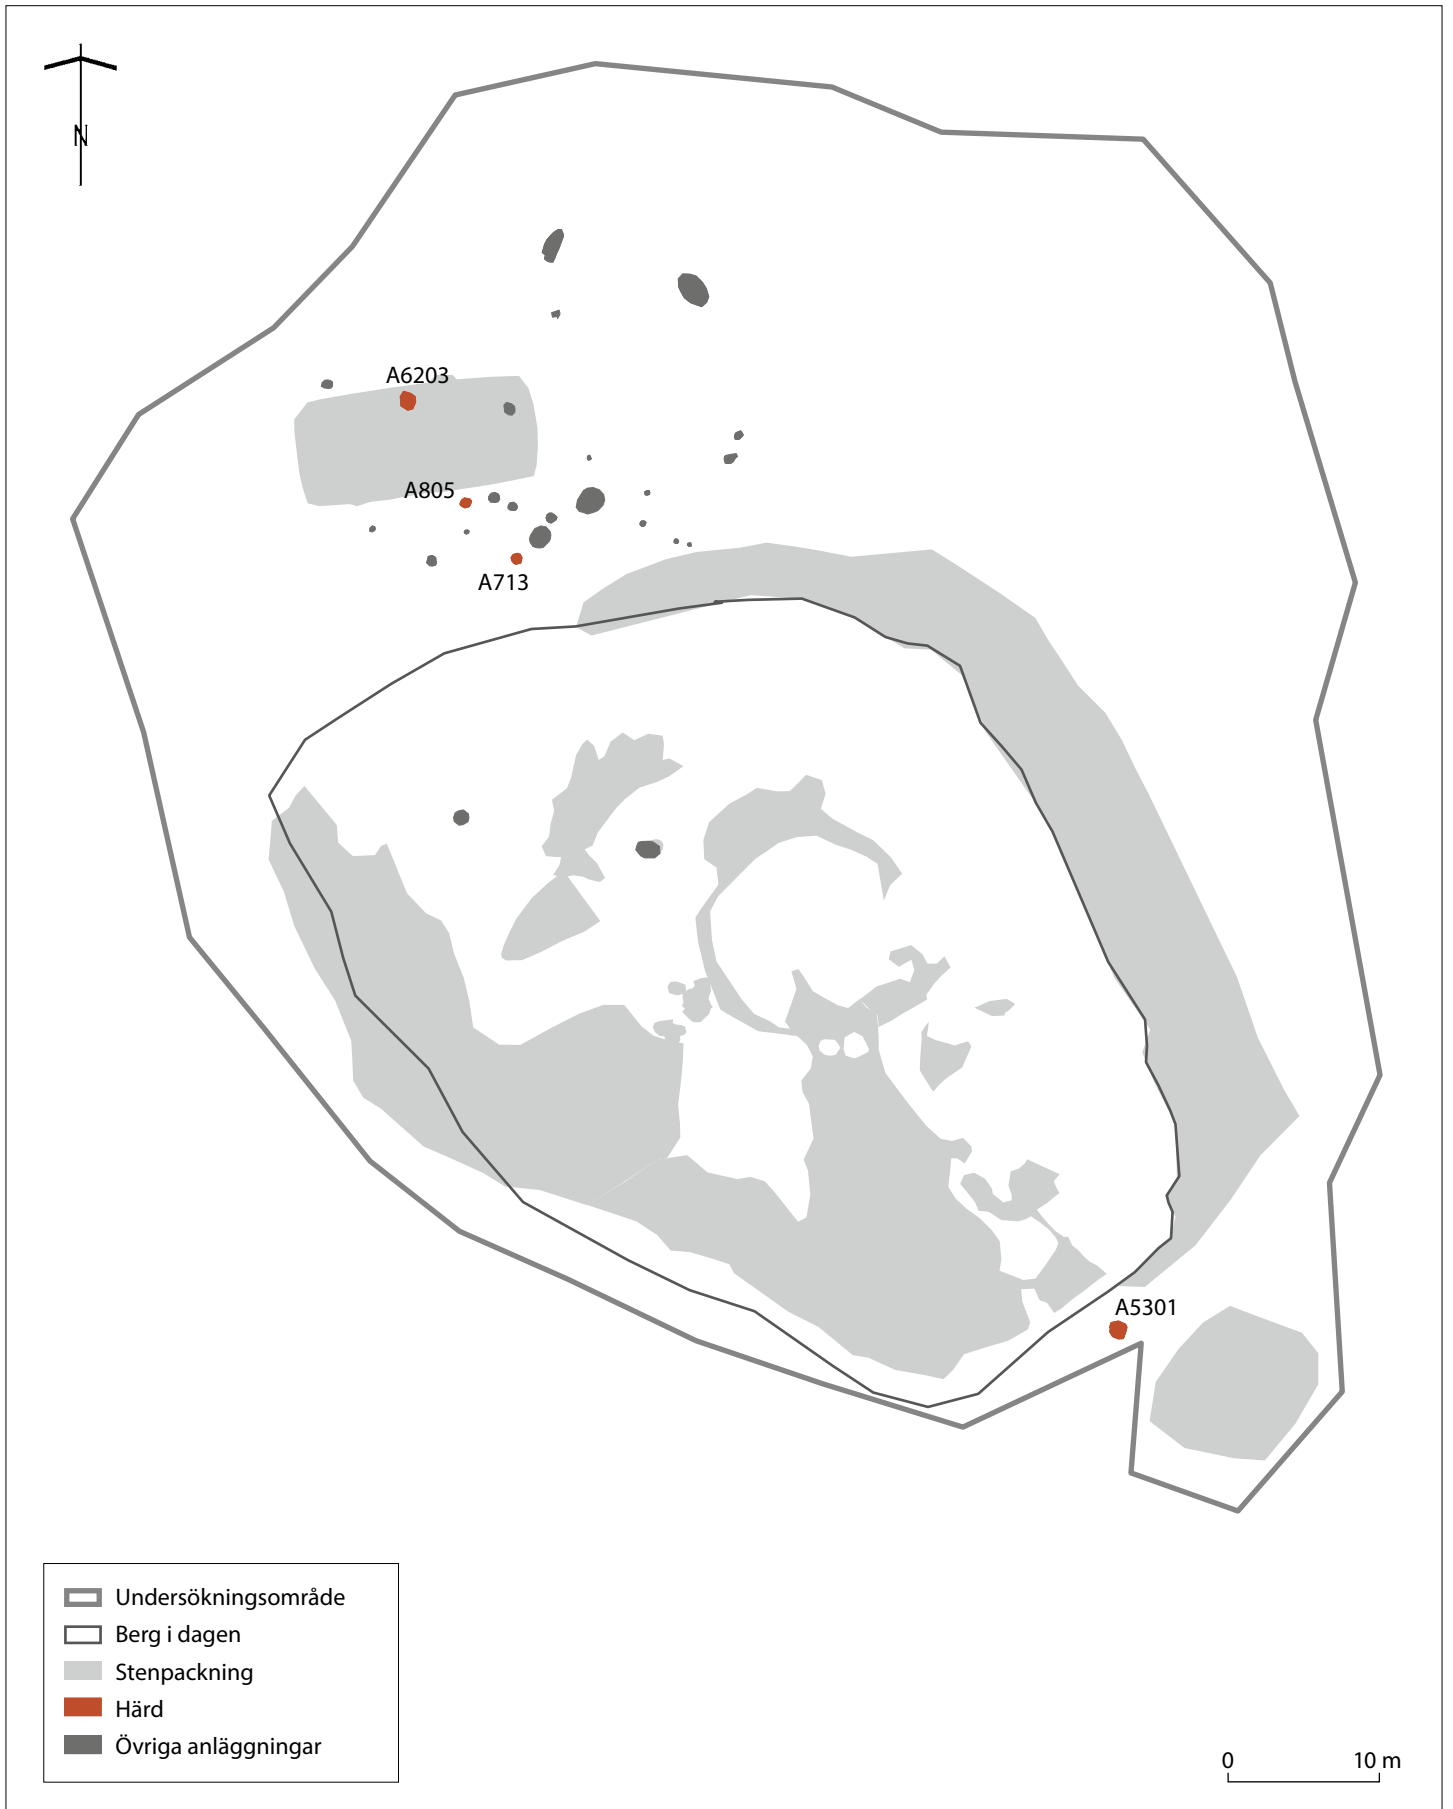 N
A6203
A805
A713
A5301
Undersökningsområde
Berg i dagen
Stenpackning
Härd
Övriga anläggningar
0 10 m